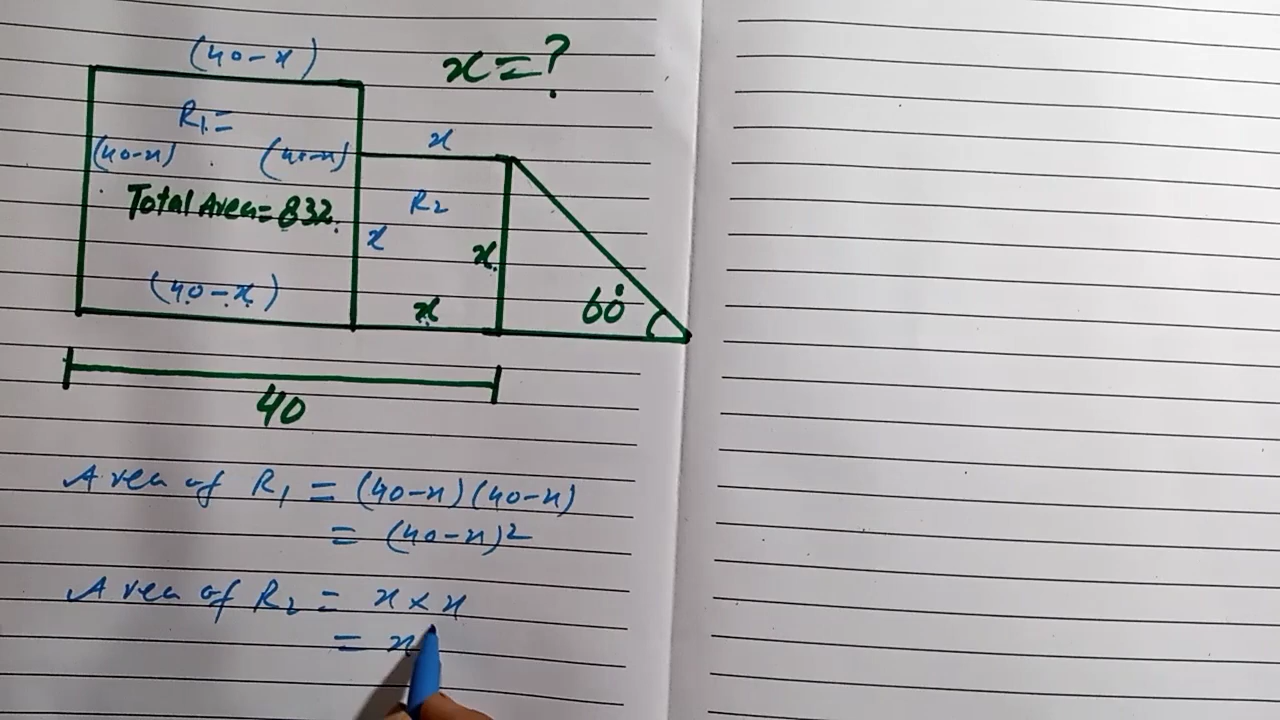 (40-x)
x=?
R₁=
x
(40-x)
(40-x)
R₂
Total Area=832.
x
x.
60°
(40-x)
x
40
Area of R₁ = (40-x)(40-x)
= (40-x)²
Area of R₂ = x × x
= x